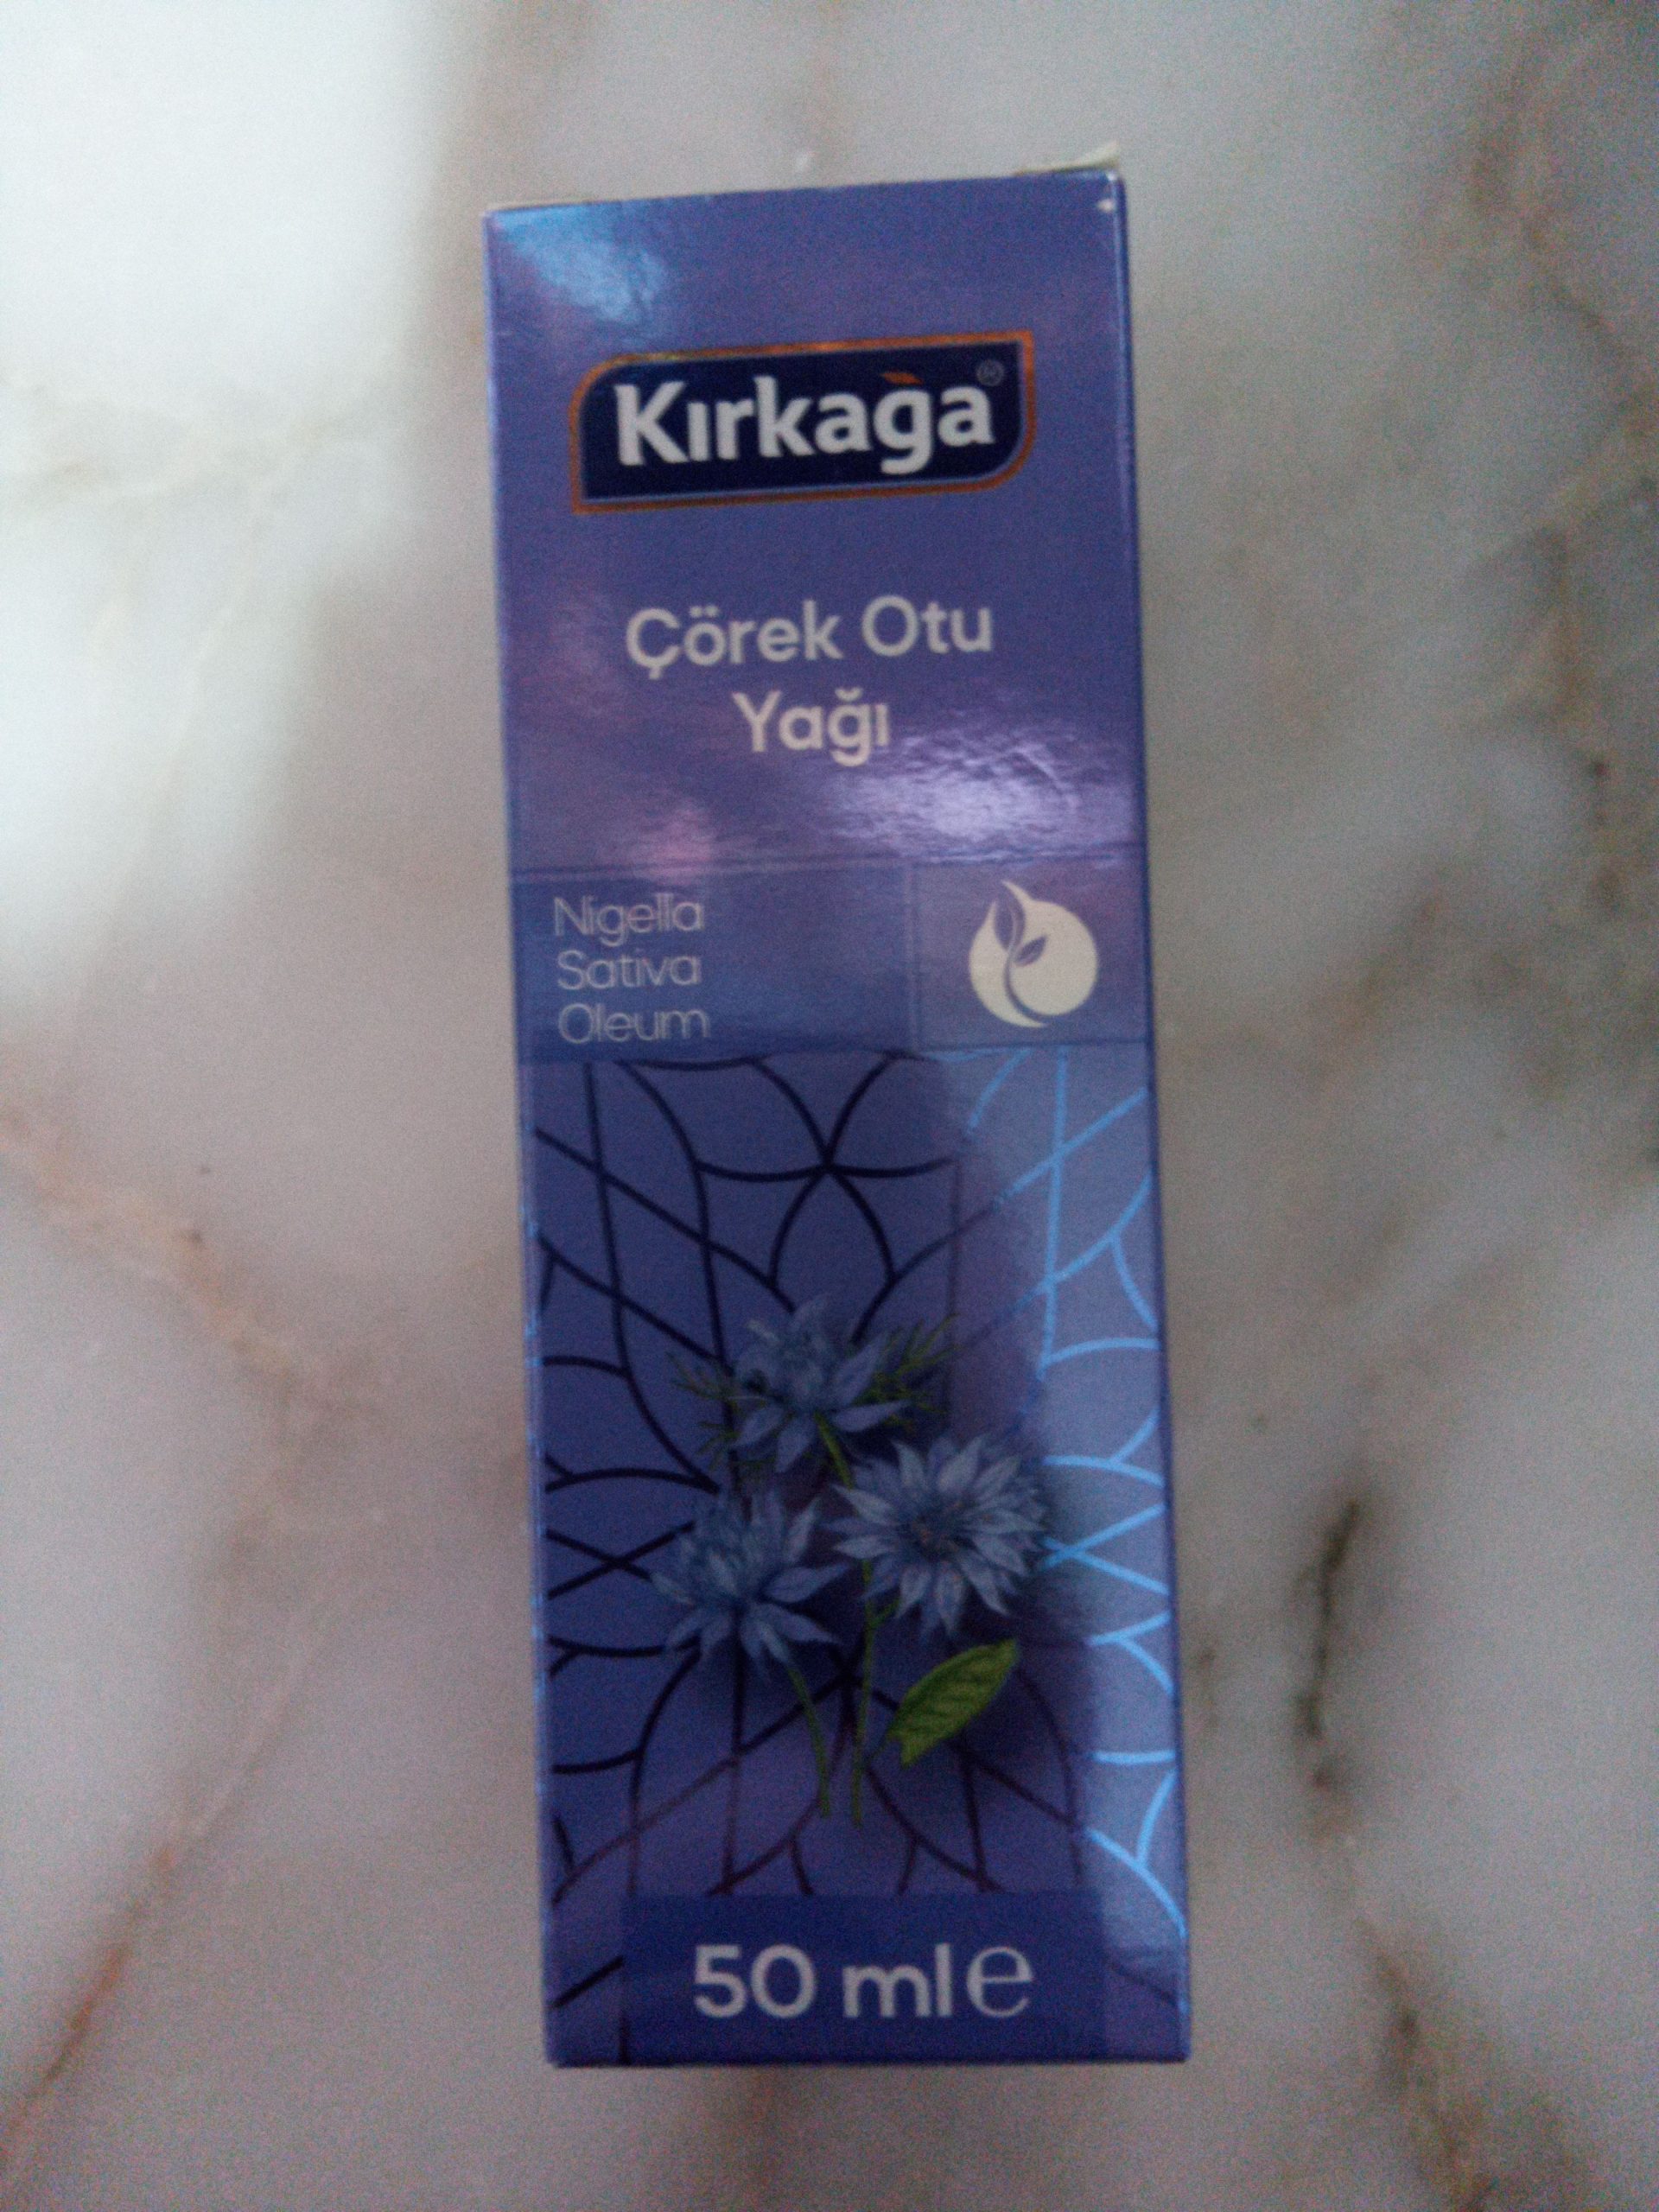 Kırkağa®
Çörek Otu
Yağı
Nigella
Sativa
Oleum
50 ml e